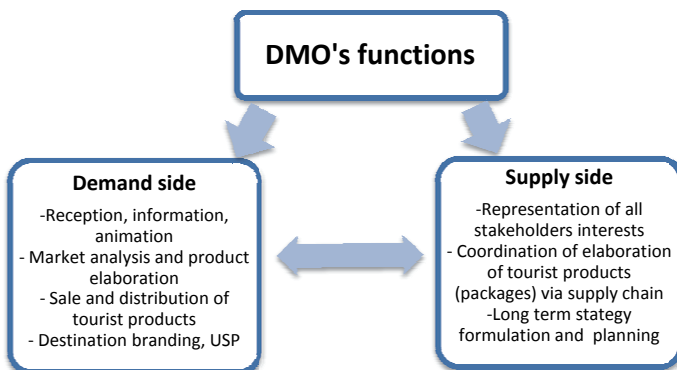 DMO's functions
Demand side
-Reception, information,
animation
- Market analysis and product
elaboration
- Sale and distribution of
tourist products
- Destination branding, USP
Supply side
-Representation of all
stakeholders interests
- Coordination of elaboration
of tourist products
(packages) via supply chain
-Long term stategy
formulation and planning